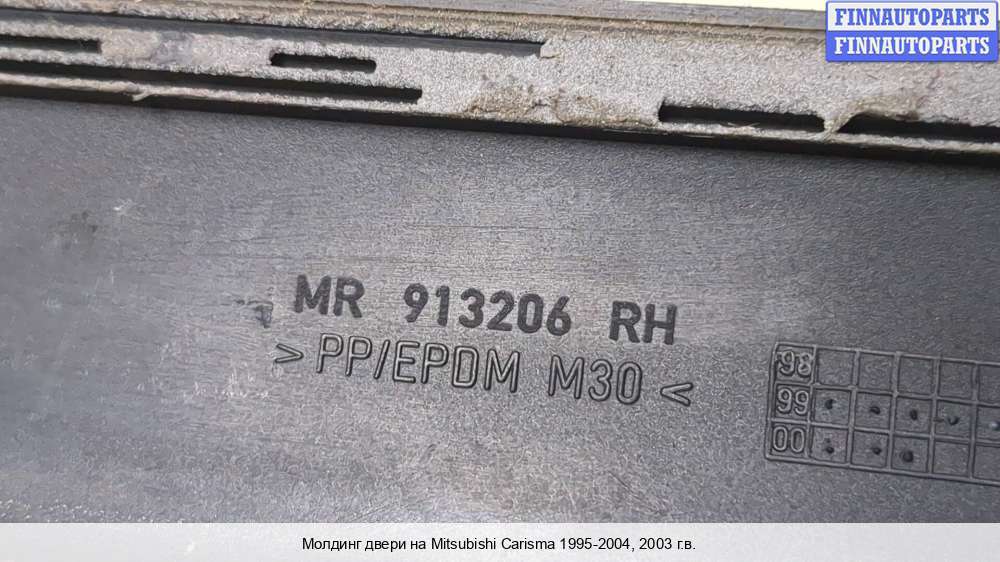 FINNAUTOPARTS
FINNAUTOPARTS
MR 913206 RH
> PP/EPDM M30 <
98
99
00
Молдинг двери на Mitsubishi Carisma 1995-2004, 2003 г.в.